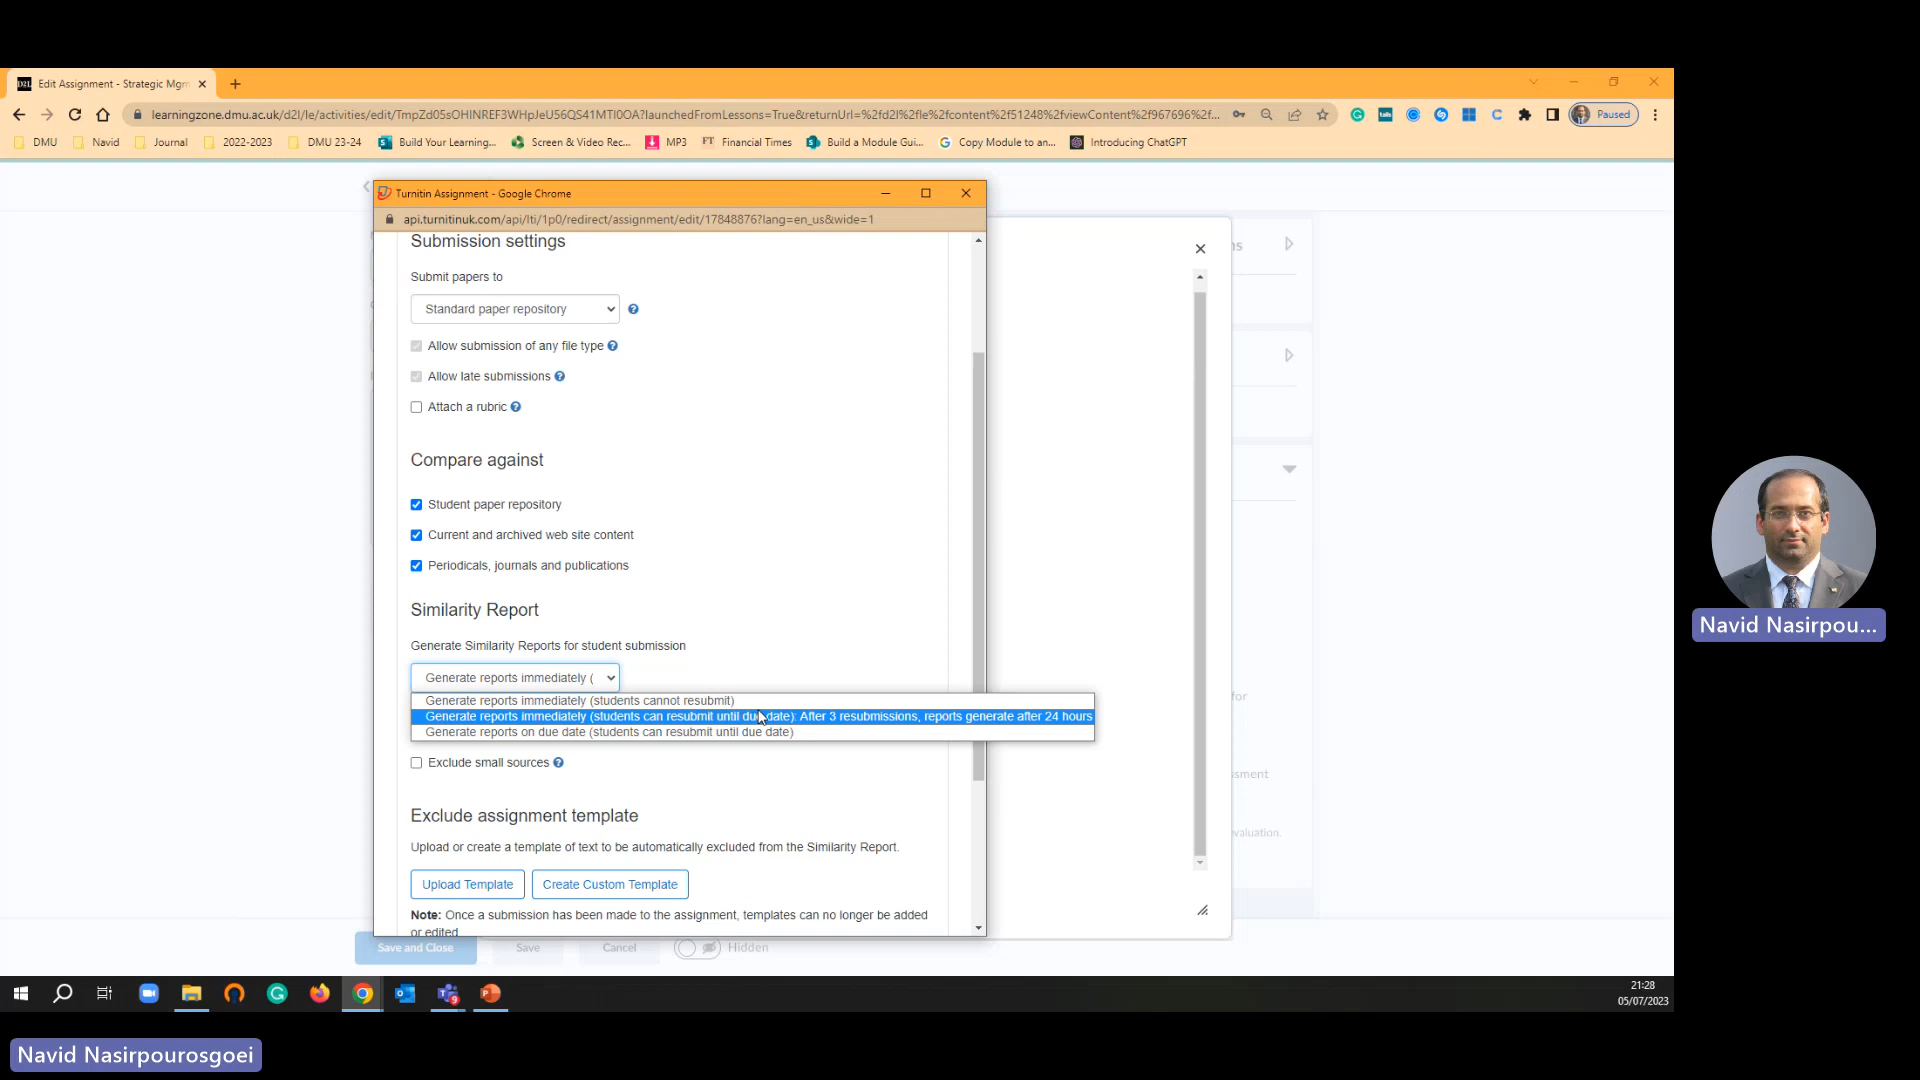 Edit Assignment - Strategic Mgm
learningzone.dmu.ac.uk/d2l/le/activities/edit/TmpZd05sOHlNREF3WHpJeU56QS41MTI0OA?launchedFromLessons=True&returnUrl=%2fd2l%2fle%2fcontent%2f51248%2fviewContent%2f967696%2f...
Paused
DMU
Navid
Journal
2022-2023
DMU 23-24
Build Your Learning...
Screen & Video Rec...
MP3
FT Financial Times
Build a Module Gui...
Copy Module to an...
Introducing ChatGPT
Turnitin Assignment - Google Chrome
api.turnitinuk.com/api/lti/1p0/redirect/assignment/edit/17848876?lang=en_us&wide=1
Submission settings
Submit papers to
Standard paper repository
Allow submission of any file type
Allow late submissions
Attach a rubric
Compare against
Student paper repository
Current and archived web site content
Periodicals, journals and publications
Similarity Report
Generate Similarity Reports for student submission
Generate reports immediately (
Generate reports immediately (students cannot resubmit)
Generate reports immediately (students can resubmit until due date): After 3 resubmissions, reports generate after 24 hours
Generate reports on due date (students can resubmit until due date)
Exclude small sources
Exclude assignment template
Upload or create a template of text to be automatically excluded from the Similarity Report.
Upload Template
Create Custom Template
Note: Once a submission has been made to the assignment, templates can no longer be added
or edited
Save and Close
Save
Cancel
Hidden
21:28
05/07/2023
Navid Nasirpou...
Navid Nasirpourosgoei